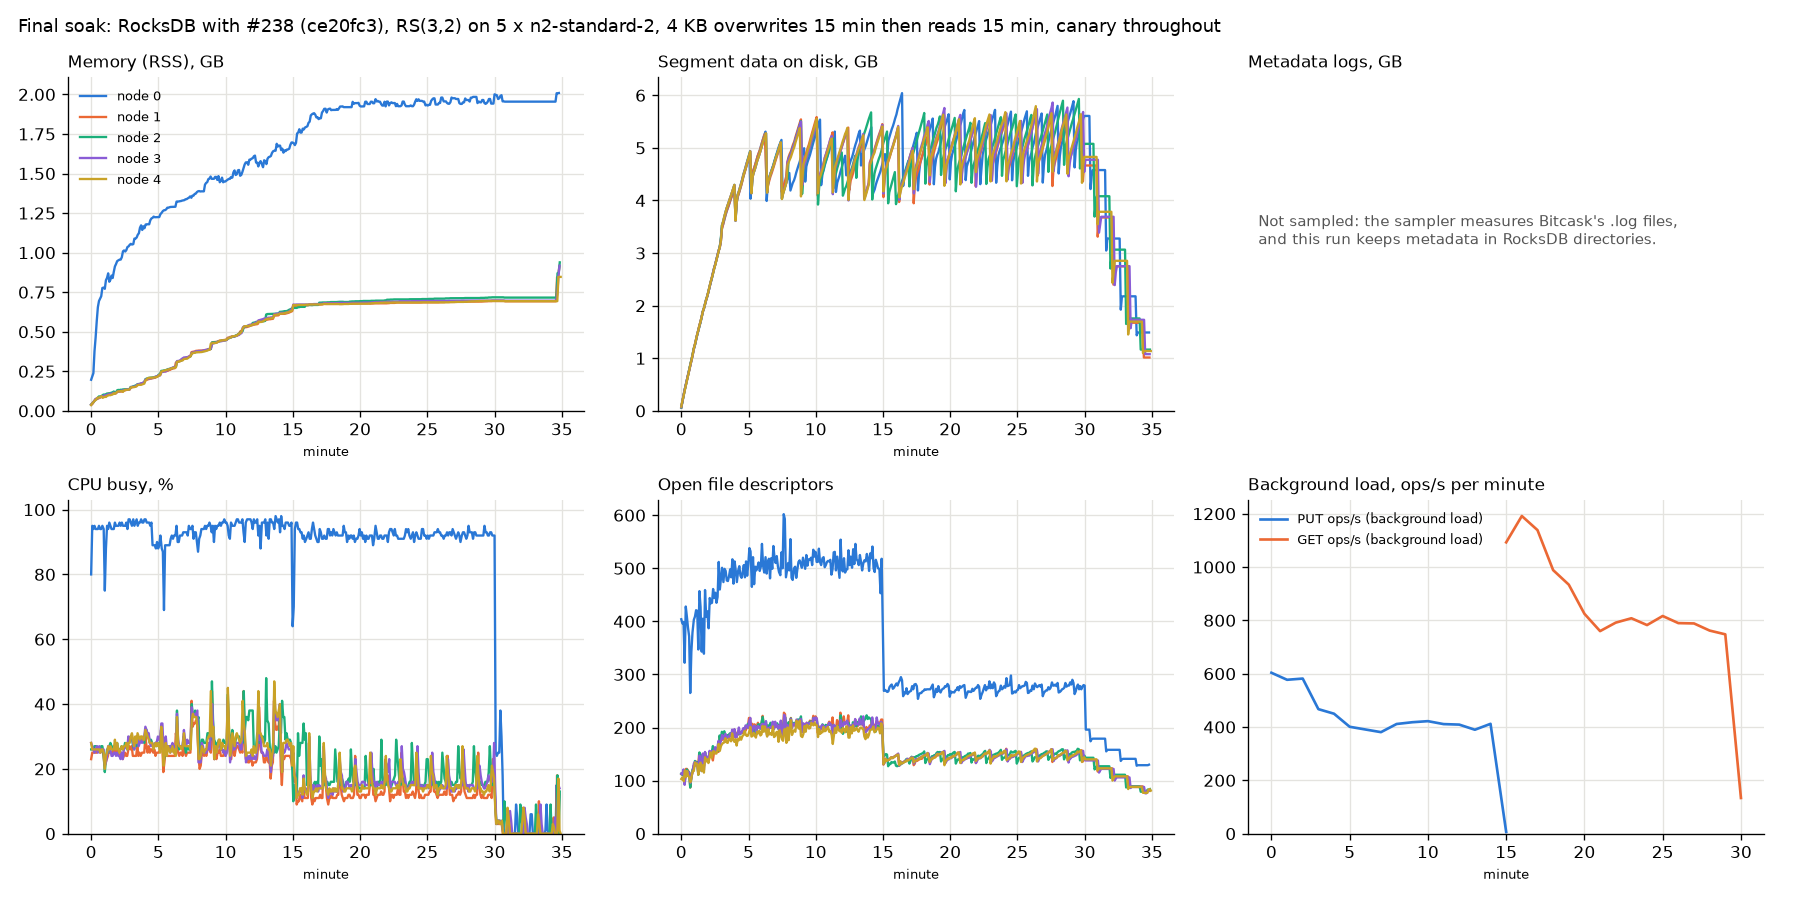 Final soak: RocksDB with #238 (ce20fc3), RS(3,2) on 5 x n2-standard-2, 4 KB overwrites 15 min then reads 15 min, canary throughout
Memory (RSS), GB
2.00
1.75
1.50
1.25
1.00
0.75
0.50
0.25
0.00
node 0
node 1
node 2
node 3
node 4
0 5 10 15 20 25 30 35
minute
Segment data on disk, GB
6
5
4
3
2
1
0
0 5 10 15 20 25 30 35
minute
Metadata logs, GB
Not sampled: the sampler measures Bitcask's .log files,
and this run keeps metadata in RocksDB directories.
CPU busy, %
100
80
60
40
20
0
0 5 10 15 20 25 30 35
minute
Open file descriptors
600
500
400
300
200
100
0
0 5 10 15 20 25 30 35
minute
Background load, ops/s per minute
1200
1000
800
600
400
200
0
PUT ops/s (background load)
GET ops/s (background load)
0 5 10 15 20 25 30
minute